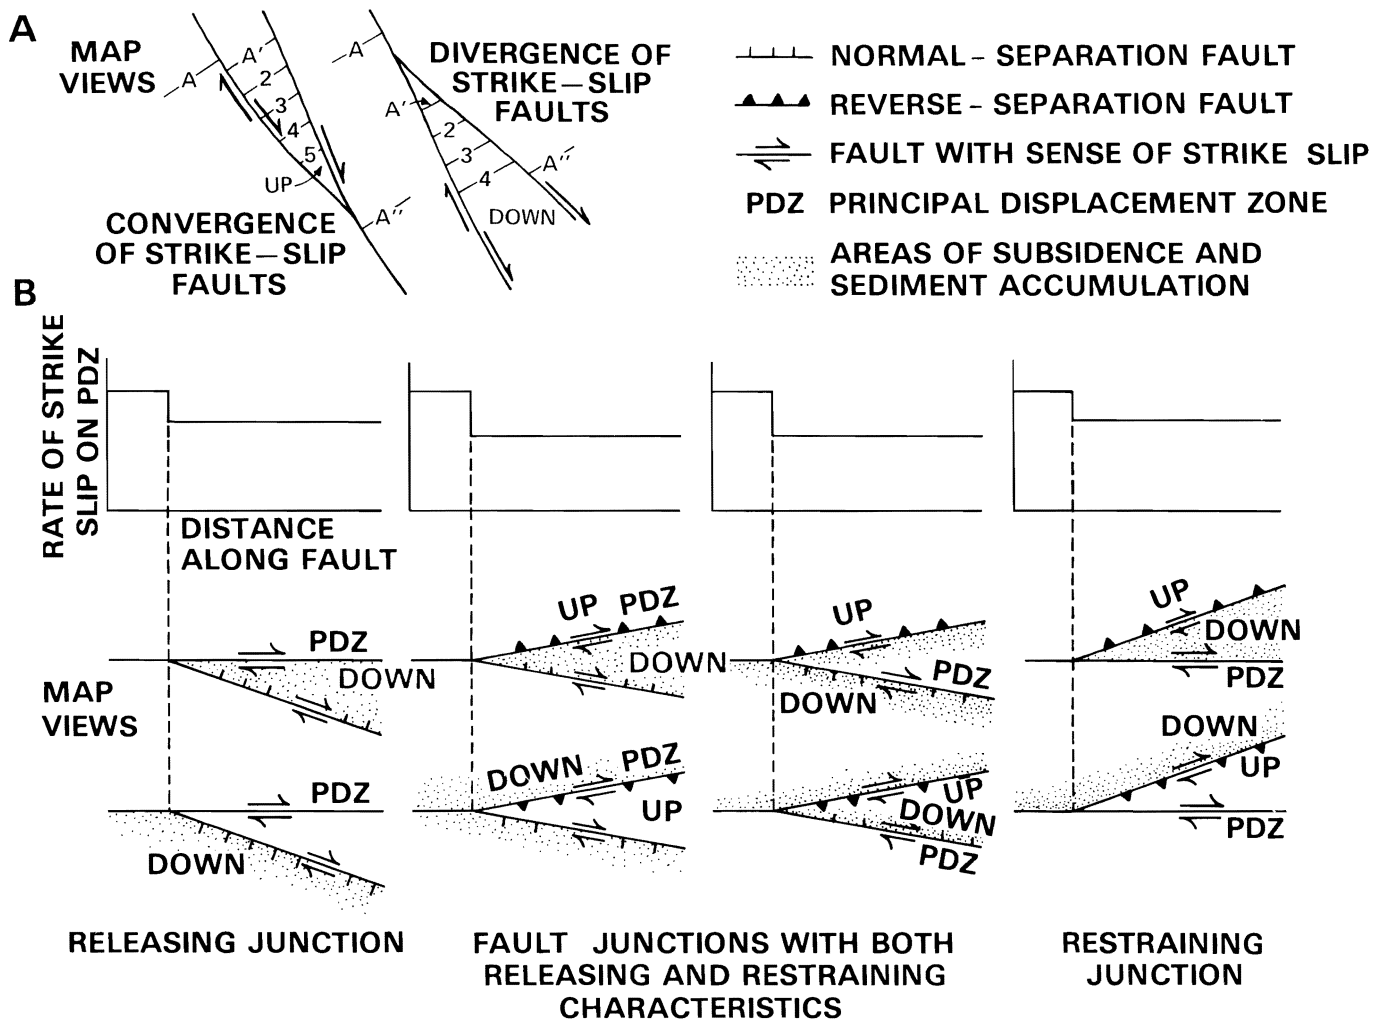 A
MAP
VIEWS
A
A'
2
3
4
5
UP
A''
CONVERGENCE
OF STRIKE–SLIP
FAULTS
A
DIVERGENCE OF
STRIKE–SLIP
FAULTS
A'
2
3
4
A''
DOWN
NORMAL – SEPARATION FAULT
REVERSE – SEPARATION FAULT
FAULT WITH SENSE OF STRIKE SLIP
PDZ PRINCIPAL DISPLACEMENT ZONE
AREAS OF SUBSIDENCE AND
SEDIMENT ACCUMULATION
B
RATE OF STRIKE
SLIP ON PDZ
DISTANCE
ALONG FAULT
MAP
VIEWS
PDZ
DOWN
UP PDZ
DOWN
UP
PDZ
DOWN
UP
DOWN
PDZ
PDZ
DOWN
DOWN PDZ
UP
UP
DOWN
PDZ
DOWN
UP
PDZ
RELEASING JUNCTION
FAULT JUNCTIONS WITH BOTH
RELEASING AND RESTRAINING
CHARACTERISTICS
RESTRAINING
JUNCTION